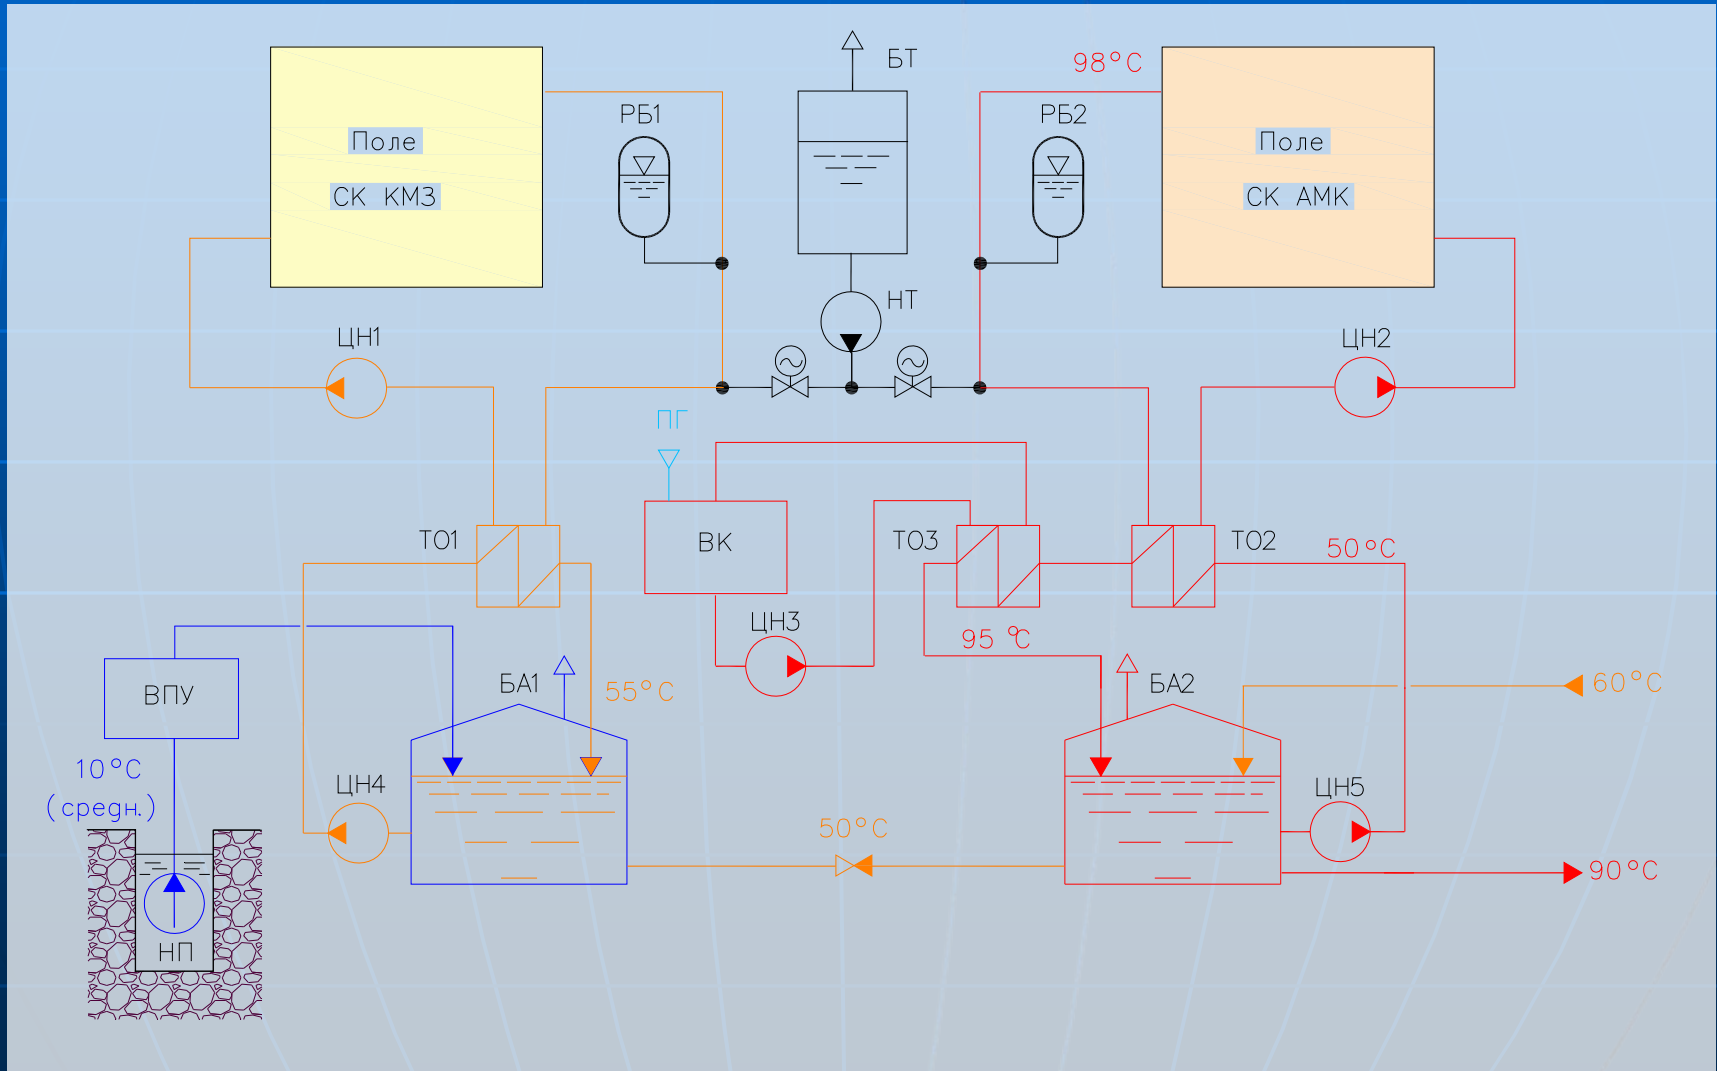 БТ
98°С
РБ1
РБ2
Поле
СК КМЗ
Поле
СК АМК
НТ
ЦН1
ЦН2
ПГ
ТО1
ВК
ТО3
ТО2
50°С
ЦН3
95 °С
ВПУ
БА1
55°С
БА2
60°С
10°С
(средн.)
ЦН4
ЦН5
50°С
90°С
НП